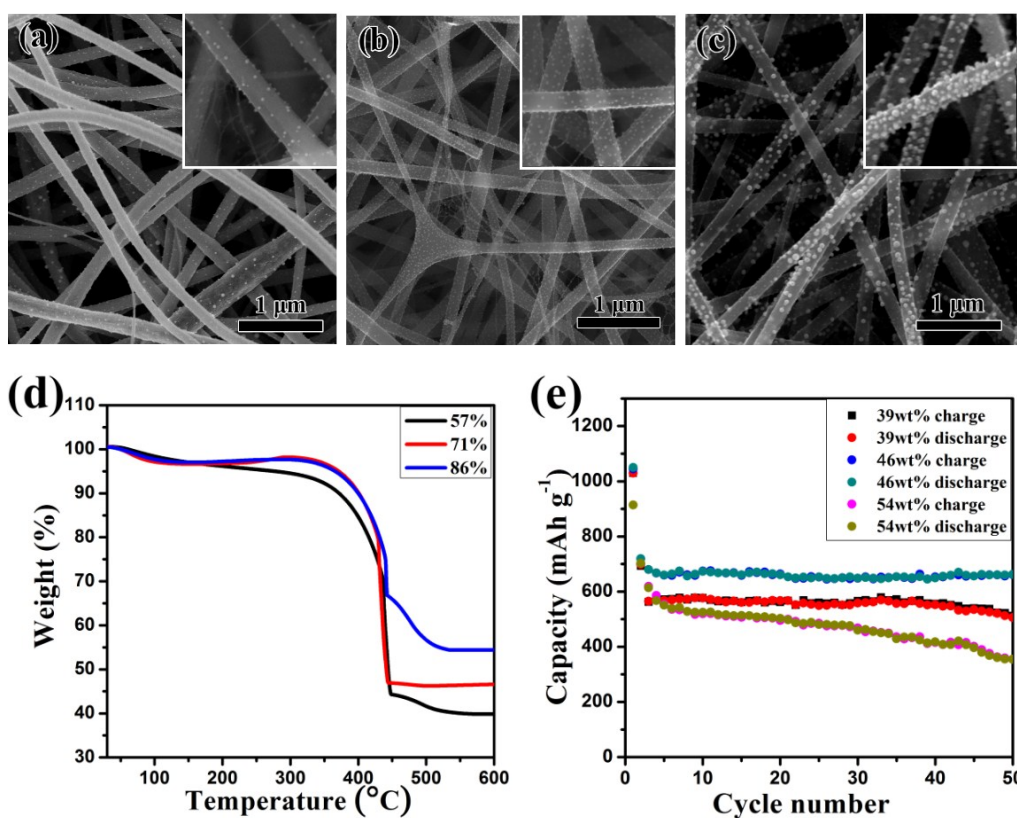 (a)
1 μm
(b)
1 μm
(c)
1 μm
(d)
110
100
90
80
70
60
50
40
30
Weight (%)
100
200
300
400
500
600
Temperature (°C)
57%
71%
86%
(e)
1200
1000
800
600
400
200
0
Capacity (mAh g⁻¹)
0
10
20
30
40
50
Cycle number
39wt% charge
39wt% discharge
46wt% charge
46wt% discharge
54wt% charge
54wt% discharge